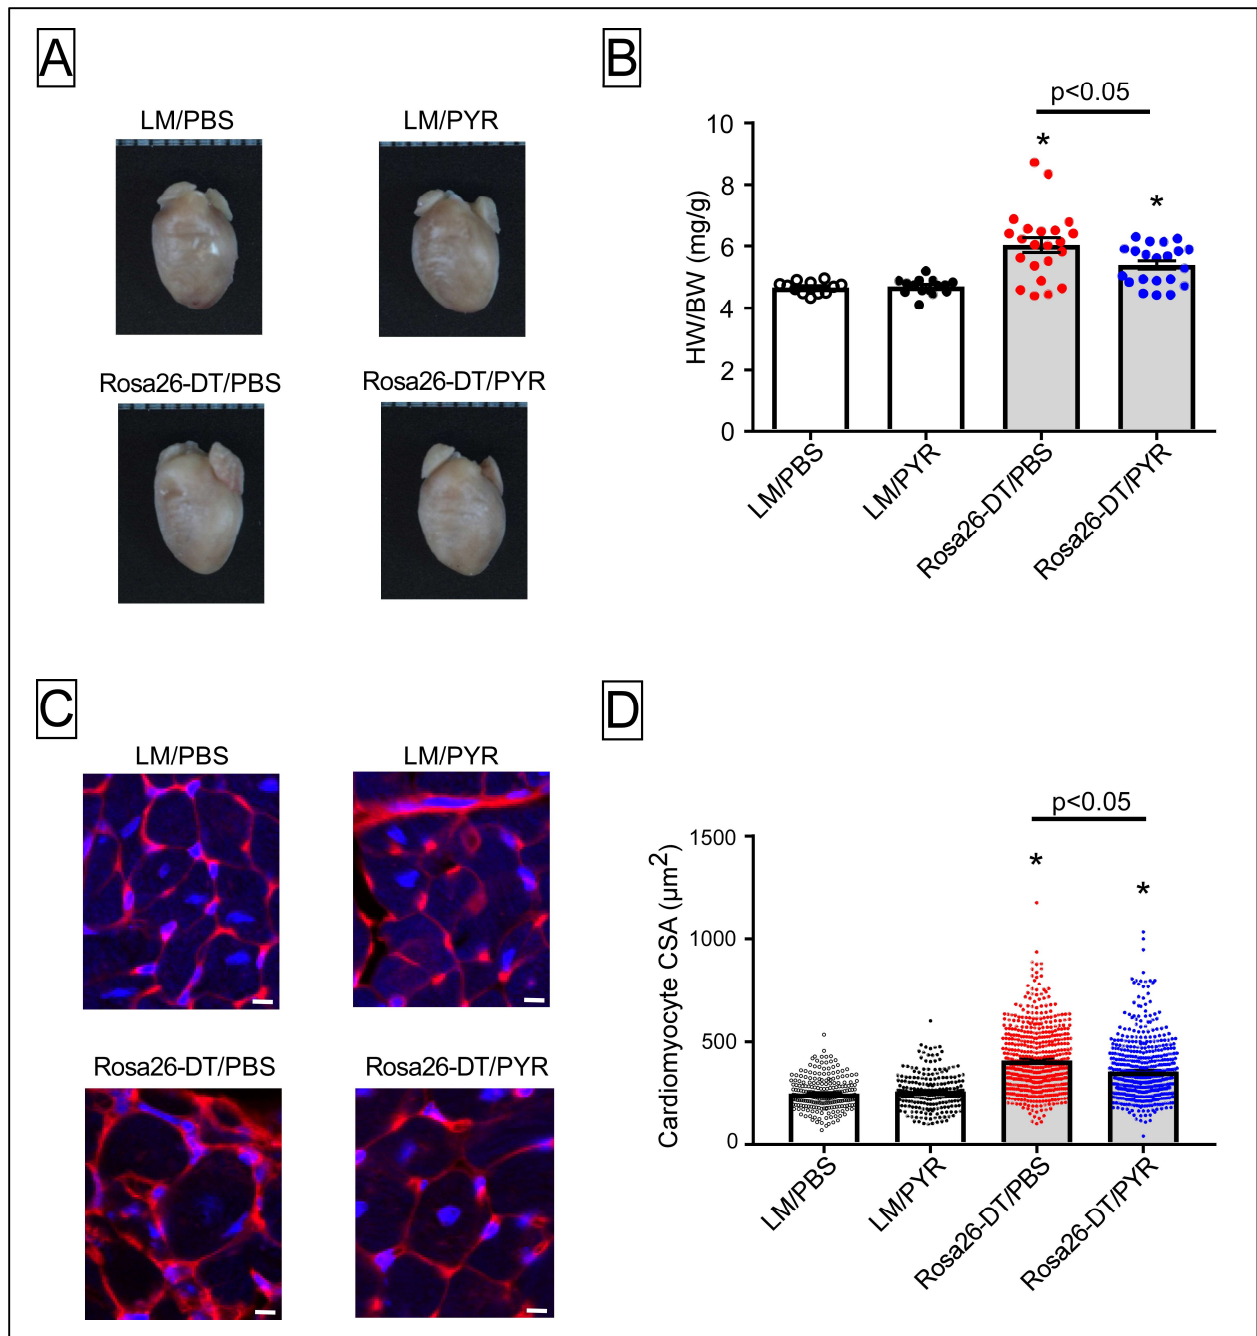 A
LM/PBS
LM/PYR
Rosa26-DT/PBS
Rosa26-DT/PYR
B
p<0.05
*
*
HW/BW (mg/g)
10
8
6
4
2
0
LM/PBS
LM/PYR
Rosa26-DT/PBS
Rosa26-DT/PYR
C
LM/PBS
LM/PYR
Rosa26-DT/PBS
Rosa26-DT/PYR
D
p<0.05
*
*
Cardiomyocyte CSA (µm²)
1500
1000
500
0
LM/PBS
LM/PYR
Rosa26-DT/PBS
Rosa26-DT/PYR